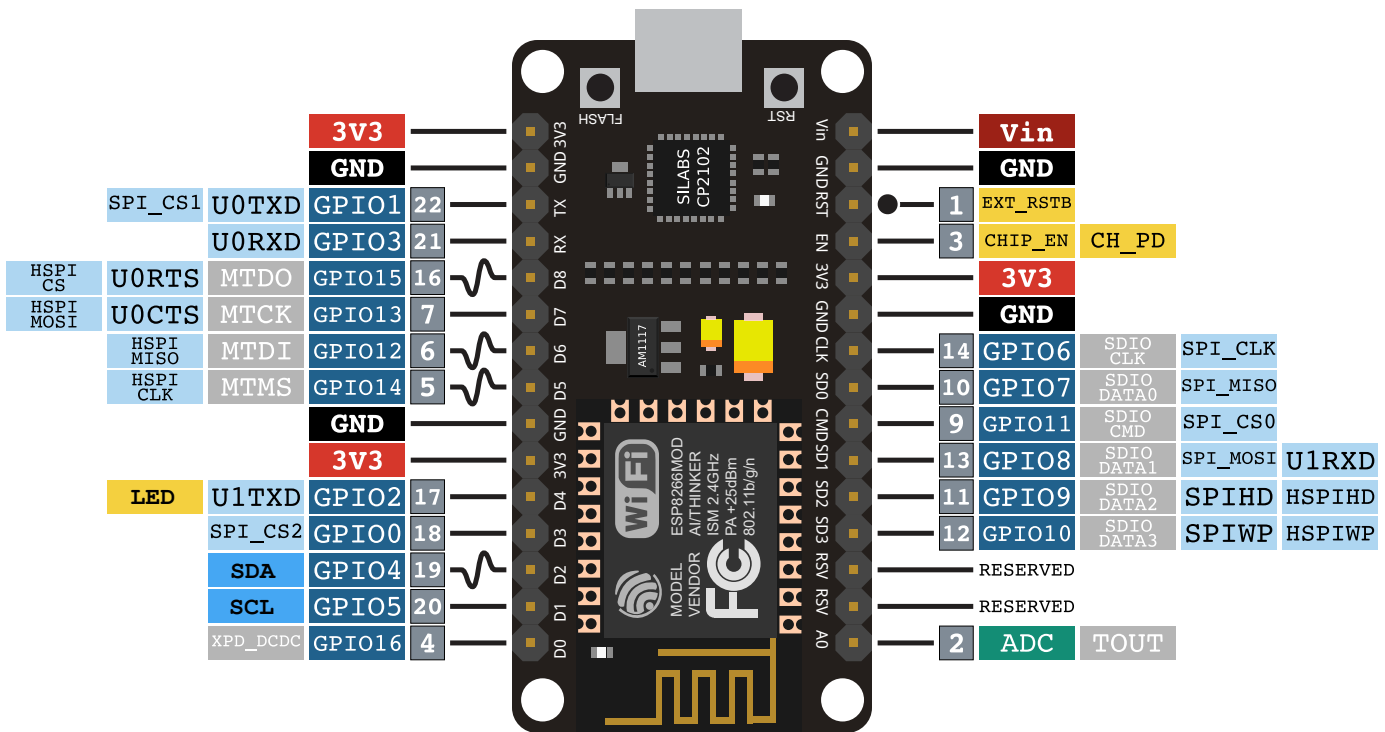 FLASH
RST
3V3 3V3
GND GND
SPI_CS1 U0TXD GPIO1 22 TX
U0RXD GPIO3 21 RX
HSPI CS U0RTS MTDO GPIO15 16 D8
HSPI MOSI U0CTS MTCK GPIO13 7 D7
HSPI MISO MTDI GPIO12 6 D6
HSPI CLK MTMS GPIO14 5 D5
GND GND
3V3 3V3
LED U1TXD GPIO2 17 D4
SPI_CS2 GPIO0 18 D3
SDA GPIO4 19 D2
SCL GPIO5 20 D1
XPD_DCDC GPIO16 4 D0
SILABS
CP2102
AM1117
WiFi
ESP8266MOD
AI/THINKER
ISM 2.4GHz
PA +25dBm
802.11b/g/n
MODEL
VENDOR
FC
Vin Vin
GND GND
RST 1 EXT_RSTB
EN 3 CHIP_EN CH_PD
3V3 3V3
GND GND
CLK 14 GPIO6 SDIO CLK SPI_CLK
SD0 10 GPIO7 SDIO DATA0 SPI_MISO
CMD 9 GPIO11 SDIO CMD SPI_CS0
SD1 13 GPIO8 SDIO DATA1 SPI_MOSI U1RXD
SD2 11 GPIO9 SDIO DATA2 SPIHD HSPIHD
SD3 12 GPIO10 SDIO DATA3 SPIWP HSPIWP
RSV RESERVED
RSV RESERVED
A0 2 ADC TOUT